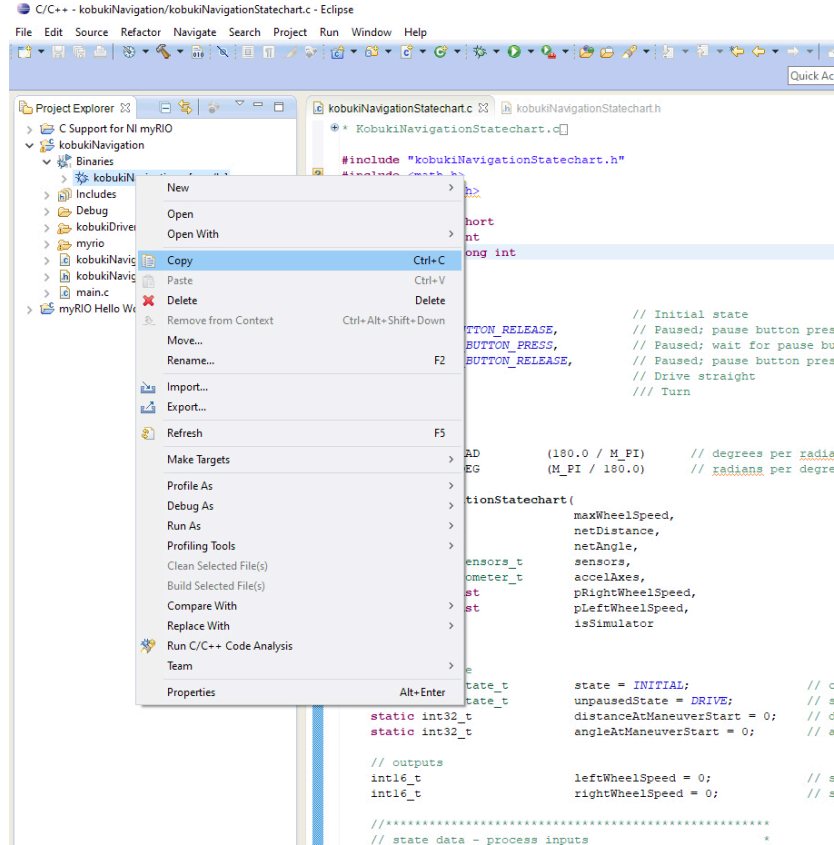 C/C++ - kobukiNavigation/kobukiNavigationStatechart.c - Eclipse
File Edit Source Refactor Navigate Search Project Run Window Help
Quick Ac
Project Explorer
C Support for NI myRIO
kobukiNavigation
Binaries
kobukiN
Includes
Debug
kobukiDrive
myrio
kobukiNavig
kobukiNavig
main.c
myRIO Hello Wo
New
Open
Open With
Copy Ctrl+C
Paste Ctrl+V
Delete Delete
Remove from Context Ctrl+Alt+Shift+Down
Move...
Rename... F2
Import...
Export...
Refresh F5
Make Targets
Profile As
Debug As
Run As
Profiling Tools
Clean Selected File(s)
Build Selected File(s)
Compare With
Replace With
Run C/C++ Code Analysis
Team
Properties Alt+Enter
kobukiNavigationStatechart.c kobukiNavigationStatechart.h
* KobukiNavigationStatechart.c
#include "kobukiNavigationStatechart.h"
#include <math.h>
h>
hort
nt
ong int
// Initial state
TTON_RELEASE, // Paused; pause button pres
BUTTON_PRESS, // Paused; wait for pause bu
BUTTON_RELEASE, // Paused; pause button pres
// Drive straight
/// Turn
AD (180.0 / M_PI) // degrees per radia
DEG (M_PI / 180.0) // radians per degre
tionStatechart(
maxWheelSpeed,
netDistance,
netAngle,
ensors_t sensors,
ometer_t accelAxes,
st pRightWheelSpeed,
st pLeftWheelSpeed,
isSimulator
e
tate_t state = INITIAL; // c
tate_t unpausedState = DRIVE; // s
static int32_t distanceAtManeuverStart = 0; // d
static int32_t angleAtManeuverStart = 0; // a
// outputs
int16_t leftWheelSpeed = 0; // s
int16_t rightWheelSpeed = 0; // s
//*****************************************************
// state data - process inputs *